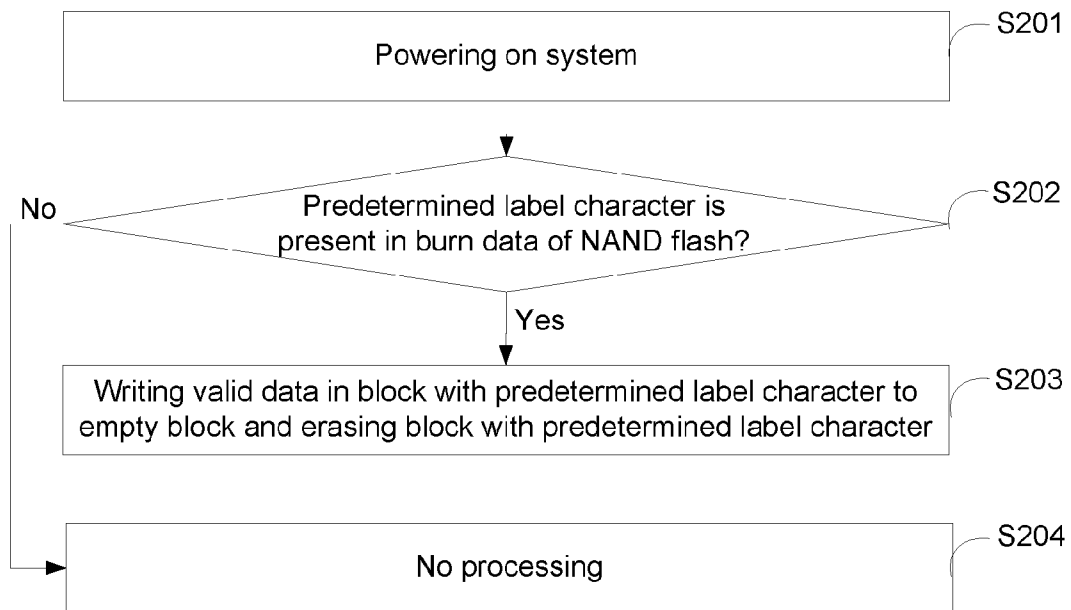 S201
Powering on system
S202
No
Predetermined label character is
present in burn data of NAND flash?
Yes
S203
Writing valid data in block with predetermined label character to
empty block and erasing block with predetermined label character
S204
No processing